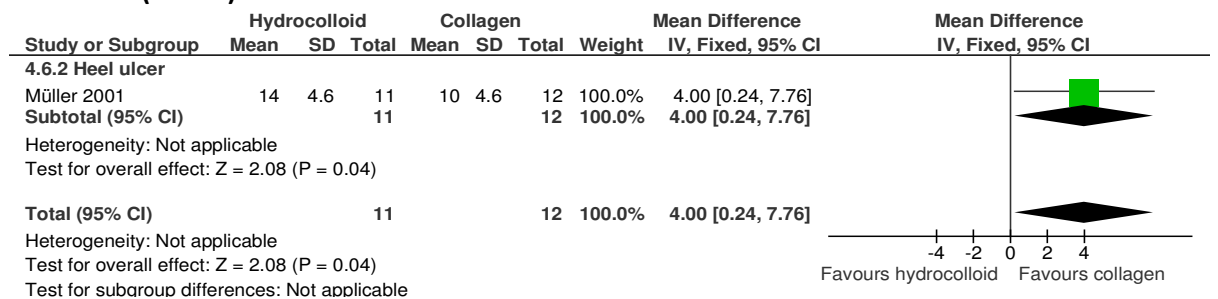 Hydrocolloid Collagen Mean Difference Mean Difference
Study or Subgroup Mean SD Total Mean SD Total Weight IV, Fixed, 95% CI IV, Fixed, 95% CI
4.6.2 Heel ulcer
Müller 2001 14 4.6 11 10 4.6 12 100.0% 4.00 [0.24, 7.76]
Subtotal (95% CI) 11 12 100.0% 4.00 [0.24, 7.76]
Heterogeneity: Not applicable
Test for overall effect: Z = 2.08 (P = 0.04)
Total (95% CI) 11 12 100.0% 4.00 [0.24, 7.76]
Heterogeneity: Not applicable
Test for overall effect: Z = 2.08 (P = 0.04)
Test for subgroup differences: Not applicable
-4 -2 0 2 4
Favours hydrocolloid Favours collagen